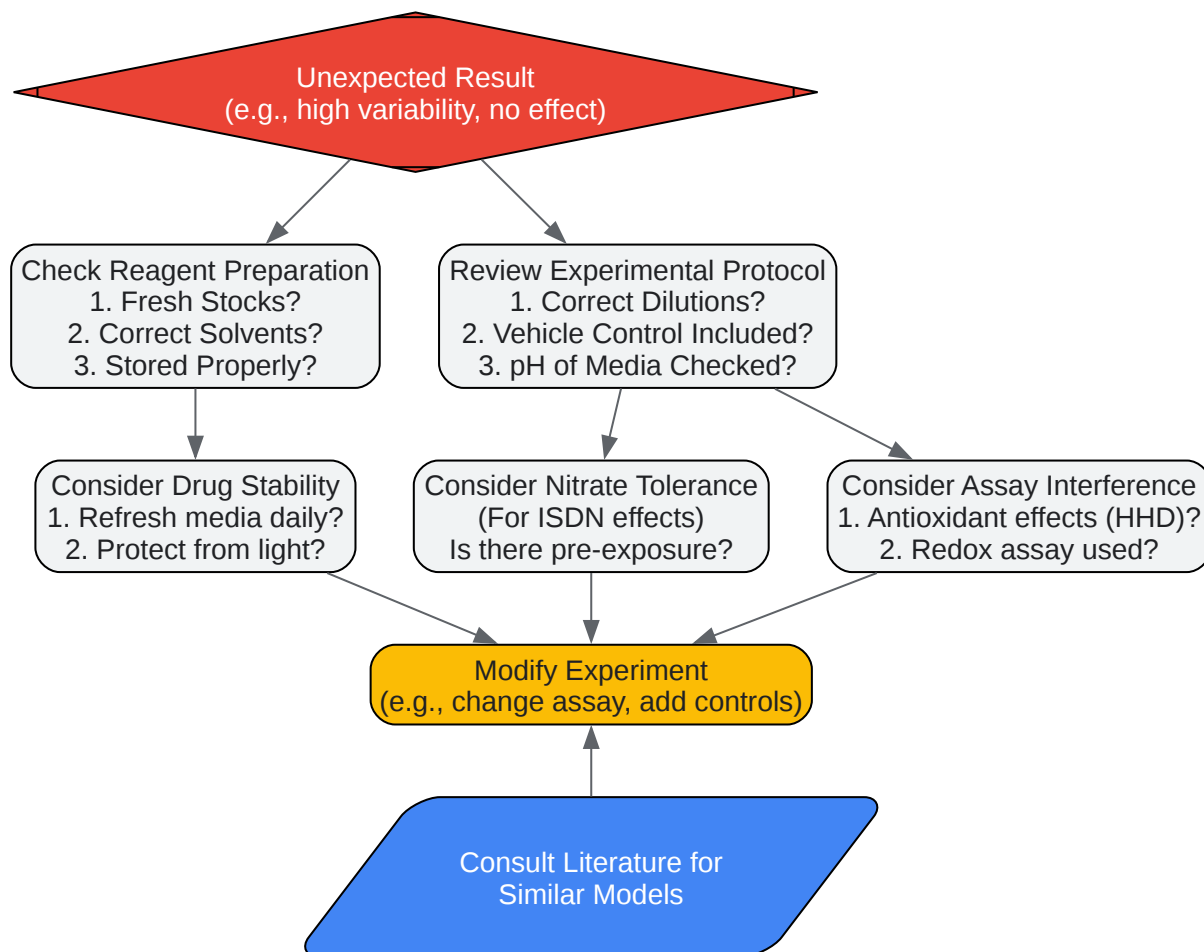 Unexpected Result
(e.g., high variability, no effect)
Check Reagent Preparation
1. Fresh Stocks?
2. Correct Solvents?
3. Stored Properly?
Review Experimental Protocol
1. Correct Dilutions?
2. Vehicle Control Included?
3. pH of Media Checked?
Consider Drug Stability
1. Refresh media daily?
2. Protect from light?
Consider Nitrate Tolerance
(For ISDN effects)
Is there pre-exposure?
Consider Assay Interference
1. Antioxidant effects (HHD)?
2. Redox assay used?
Modify Experiment
(e.g., change assay, add controls)
Consult Literature for
Similar Models